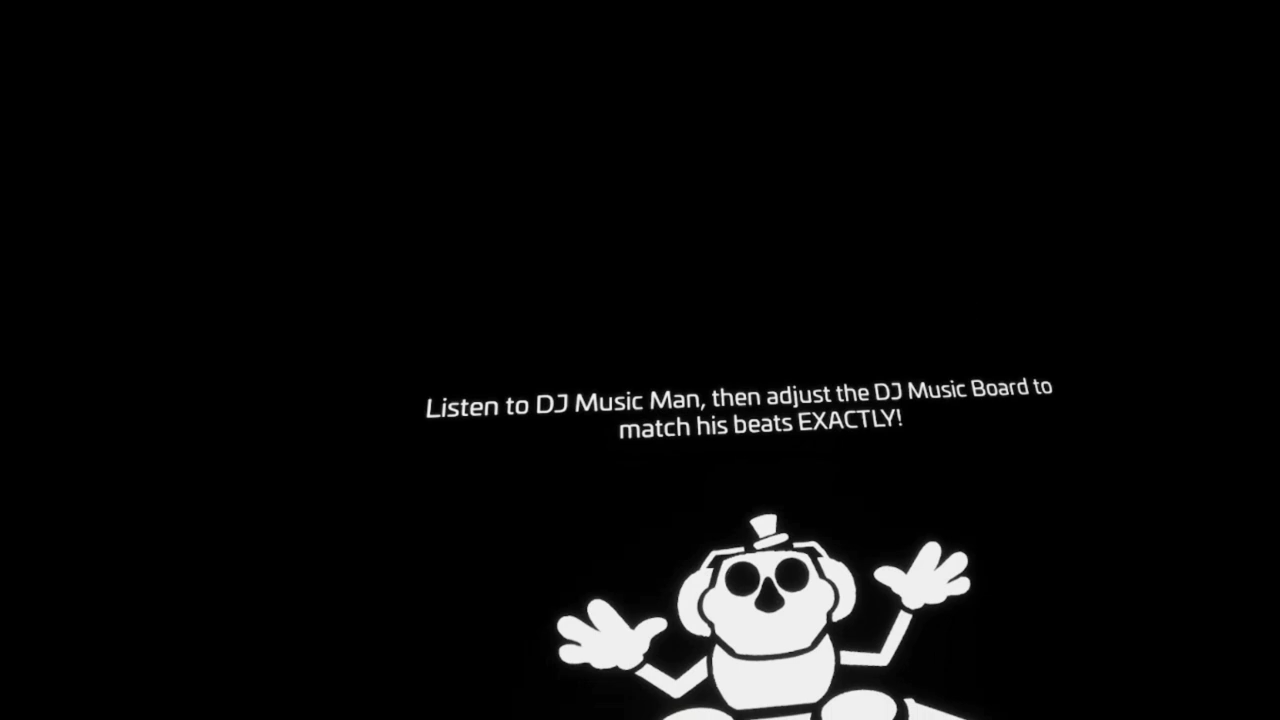 Listen to DJ Music Man, then adjust the DJ Music Board to
match his beats EXACTLY!